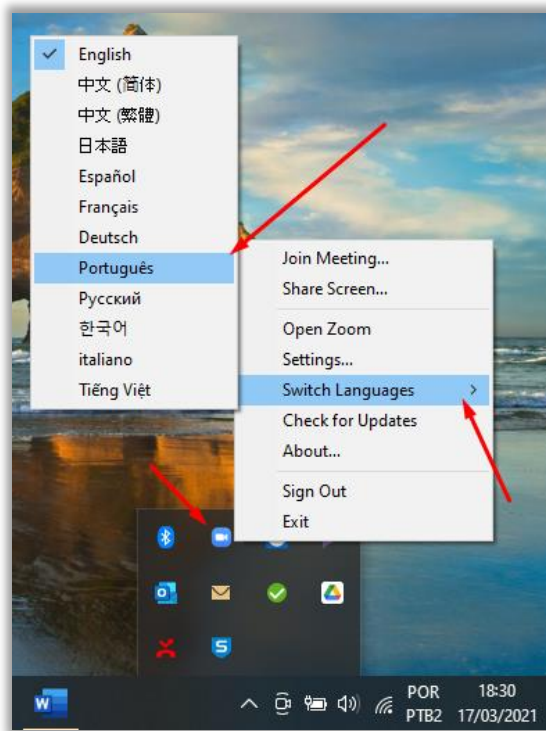 English
中文 (简体)
中文 (繁體)
日本語
Español
Français
Deutsch
Português
Русский
한국어
italiano
Tiếng Việt
Join Meeting...
Share Screen...
Open Zoom
Settings...
Switch Languages
Check for Updates
About...
Sign Out
Exit
POR
PTB2
18:30
17/03/2021